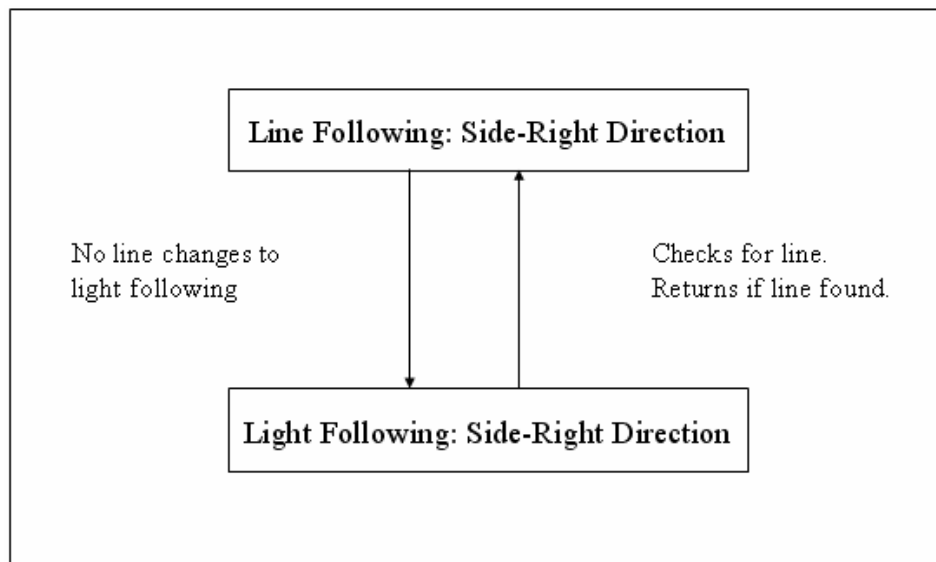 Line Following: Side-Right Direction
No line changes to
light following
Checks for line.
Returns if line found.
Light Following: Side-Right Direction